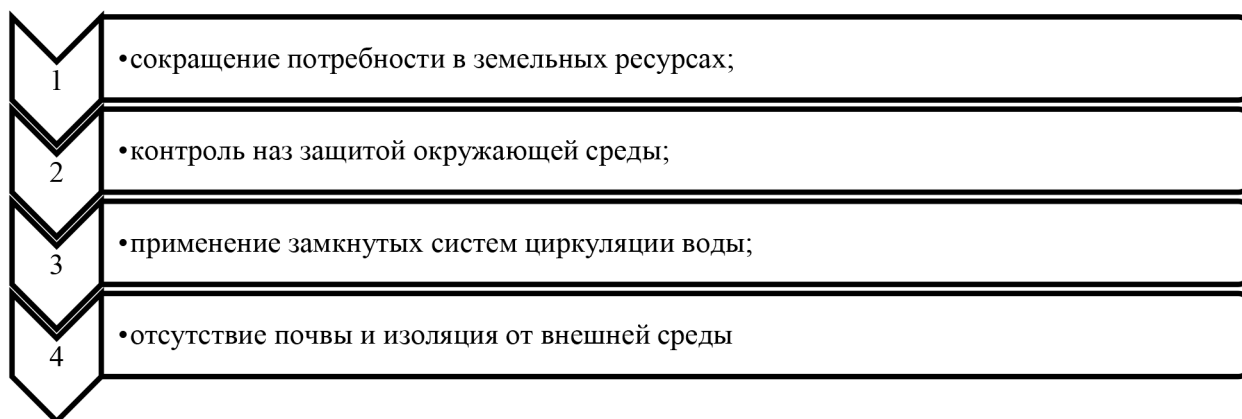 1
•сокращение потребности в земельных ресурсах;
2
•контроль наз защитой окружающей среды;
3
•применение замкнутых систем циркуляции воды;
4
•отсутствие почвы и изоляция от внешней среды